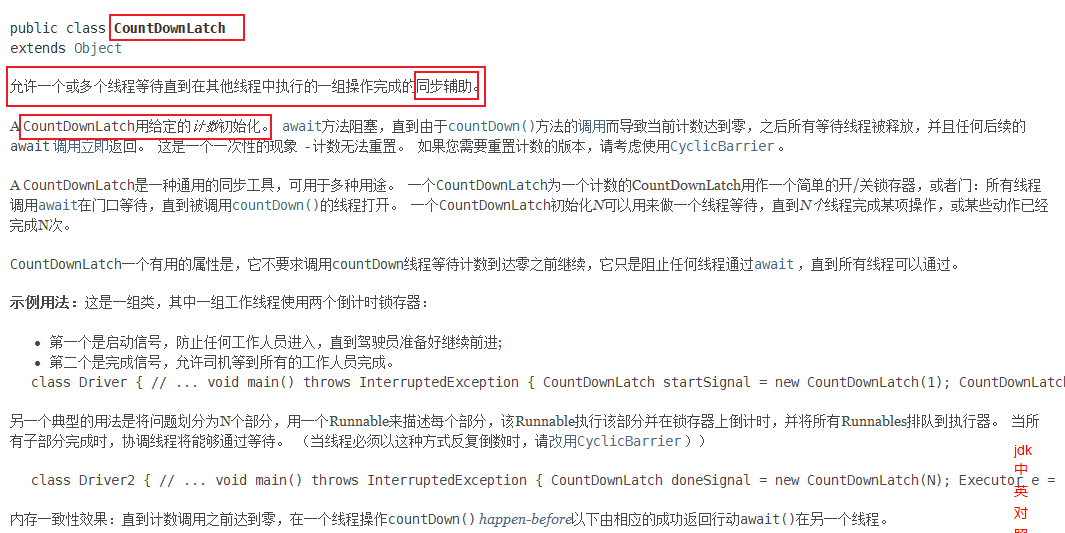 public class CountDownLatch
extends Object
允许一个或多个线程等待直到在其他线程中执行的一组操作完成的同步辅助。
A CountDownLatch用给定的计数初始化。 await方法阻塞，直到由于countDown()方法的调用而导致当前计数达到零，之后所有等待线程被释放，并且任何后续的
await 调用立即返回。 这是一个一次性的现象 - 计数无法重置。 如果您需要重置计数的版本，请考虑使用CyclicBarrier 。
A CountDownLatch是一种通用的同步工具，可用于多种用途。 一个CountDownLatch为一个计数的CountDownLatch用作一个简单的开/关锁存器，或者门：所有线程
调用await在门口等待，直到被调用countDown()的线程打开。 一个CountDownLatch初始化N可以用来做一个线程等待，直到N个线程完成某项操作，或某些动作已经
完成N次。
CountDownLatch一个有用的属性是，它不要求调用countDown线程等待计数到达零之前继续，它只是阻止任何线程通过await ，直到所有线程可以通过。
示例用法：这是一组类，其中一组工作线程使用两个倒计时锁存器：
• 第一个是启动信号，防止任何工作人员进入，直到驾驶员准备好继续前进;
• 第二个是完成信号，允许司机等到所有的工作人员完成。
class Driver { // ... void main() throws InterruptedException { CountDownLatch startSignal = new CountDownLatch(1); CountDownLatch
另一个典型的用法是将问题划分为N个部分，用一个Runnable来描述每个部分，该Runnable执行该部分并在锁存器上倒计时，并将所有Runnables排队到执行器。 当所
有子部分完成时，协调线程将能够通过等待。 （当线程必须以这种方式反复倒数时，请改用CyclicBarrier ））
class Driver2 { // ... void main() throws InterruptedException { CountDownLatch doneSignal = new CountDownLatch(N); Executor e =
内存一致性效果：直到计数调用之前达到零，在一个线程操作countDown() happen-before以下由相应的成功返回行动await()在另一个线程。
jdk
中
英
对